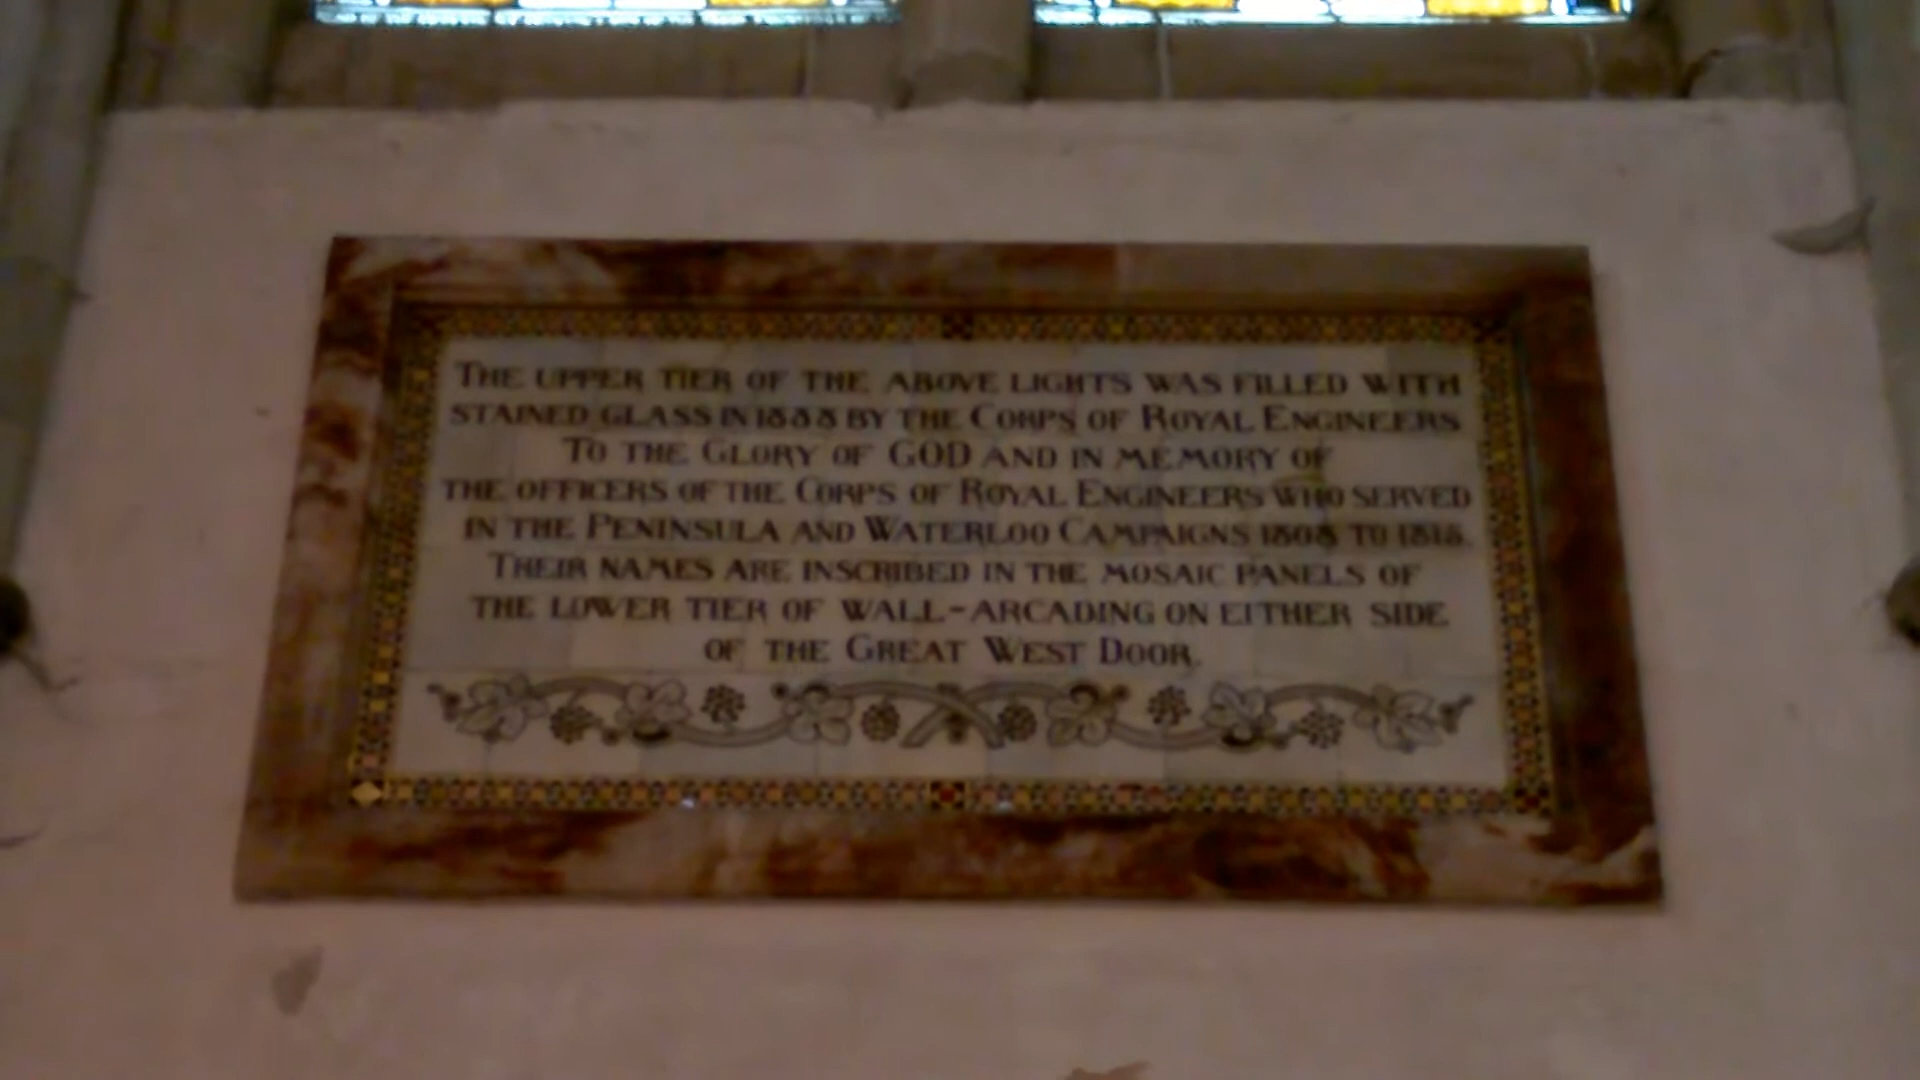 THE UPPER TIER OF THE ABOVE LIGHTS WAS FILLED WITH
STAINED GLASS IN 1888 BY THE CORPS OF ROYAL ENGINEERS
TO THE GLORY OF GOD AND IN MEMORY OF
THE OFFICERS OF THE CORPS OF ROYAL ENGINEERS WHO SERVED
IN THE PENINSULA AND WATERLOO CAMPAIGNS 1808 TO 1815.
THEIR NAMES ARE INSCRIBED IN THE MOSAIC PANELS OF
THE LOWER TIER OF WALL-ARCADING ON EITHER SIDE
OF THE GREAT WEST DOOR.